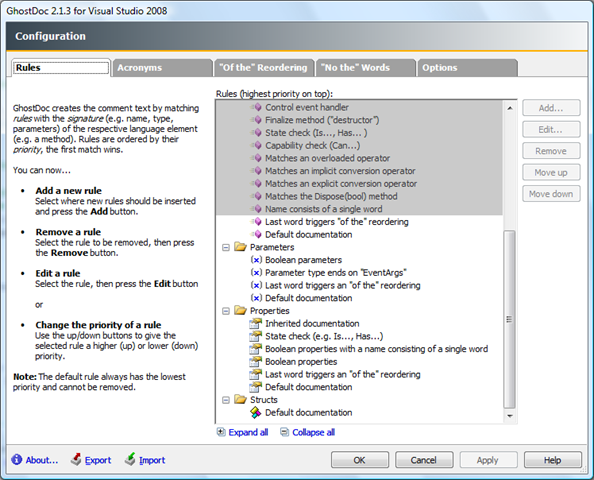 GhostDoc 2.1.3 for Visual Studio 2008
Configuration
Rules
Acronyms
"Of the" Reordering
"No the" Words
Options
GhostDoc creates the comment text by matching
rules with the signature (e.g. name, type,
parameters) of the respective language element
(e.g. a method). Rules are ordered by their
priority, the first match wins.
You can now...
• Add a new rule
Select where new rules should be inserted
and press the Add button.
• Remove a rule
Select the rule to be removed, then press
the Remove button.
• Edit a rule
Select the rule, then press the Edit button
or
• Change the priority of a rule
Use the up/down buttons to give the
selected rule a higher (up) or lower (down)
priority.
Note: The default rule always has the lowest
priority and cannot be removed.
Rules (highest priority on top):
Control event handler
Finalize method ("destructor")
State check (Is..., Has... )
Capability check (Can...)
Matches an overloaded operator
Matches an implicit conversion operator
Matches an explicit conversion operator
Matches the Dispose(bool) method
Name consists of a single word
Last word triggers "of the" reordering
Default documentation
Parameters
Boolean parameters
Parameter type ends on "EventArgs"
Last word triggers an "of the" reordering
Default documentation
Properties
Inherited documentation
State check (e.g. Is..., Has...)
Boolean properties with a name consisting of a single word
Boolean properties
Last word triggers an "of the" reordering
Default documentation
Structs
Default documentation
Expand all
Collapse all
Add...
Edit...
Remove
Move up
Move down
About...
Export
Import
OK
Cancel
Apply
Help